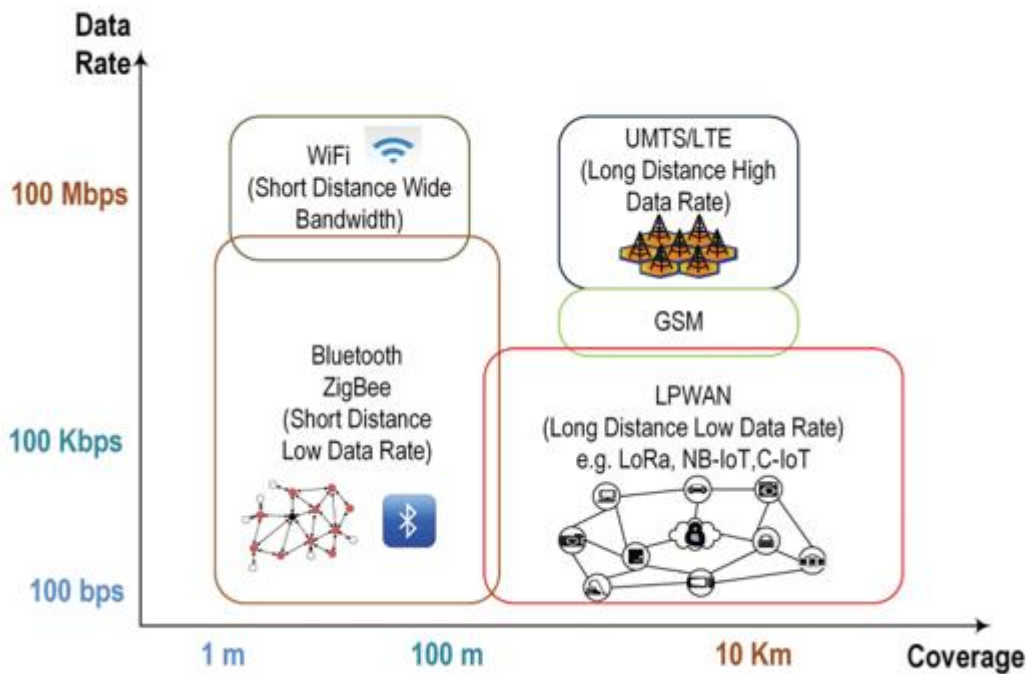 Data
Rate
WiFi
(Short Distance Wide
Bandwidth)
UMTS/LTE
(Long Distance High
Data Rate)
100 Mbps
GSM
Bluetooth
ZigBee
(Short Distance
Low Data Rate)
LPWAN
(Long Distance Low Data Rate)
e.g. LoRa, NB-IoT,C-IoT
100 Kbps
100 bps
1 m
100 m
10 Km
Coverage